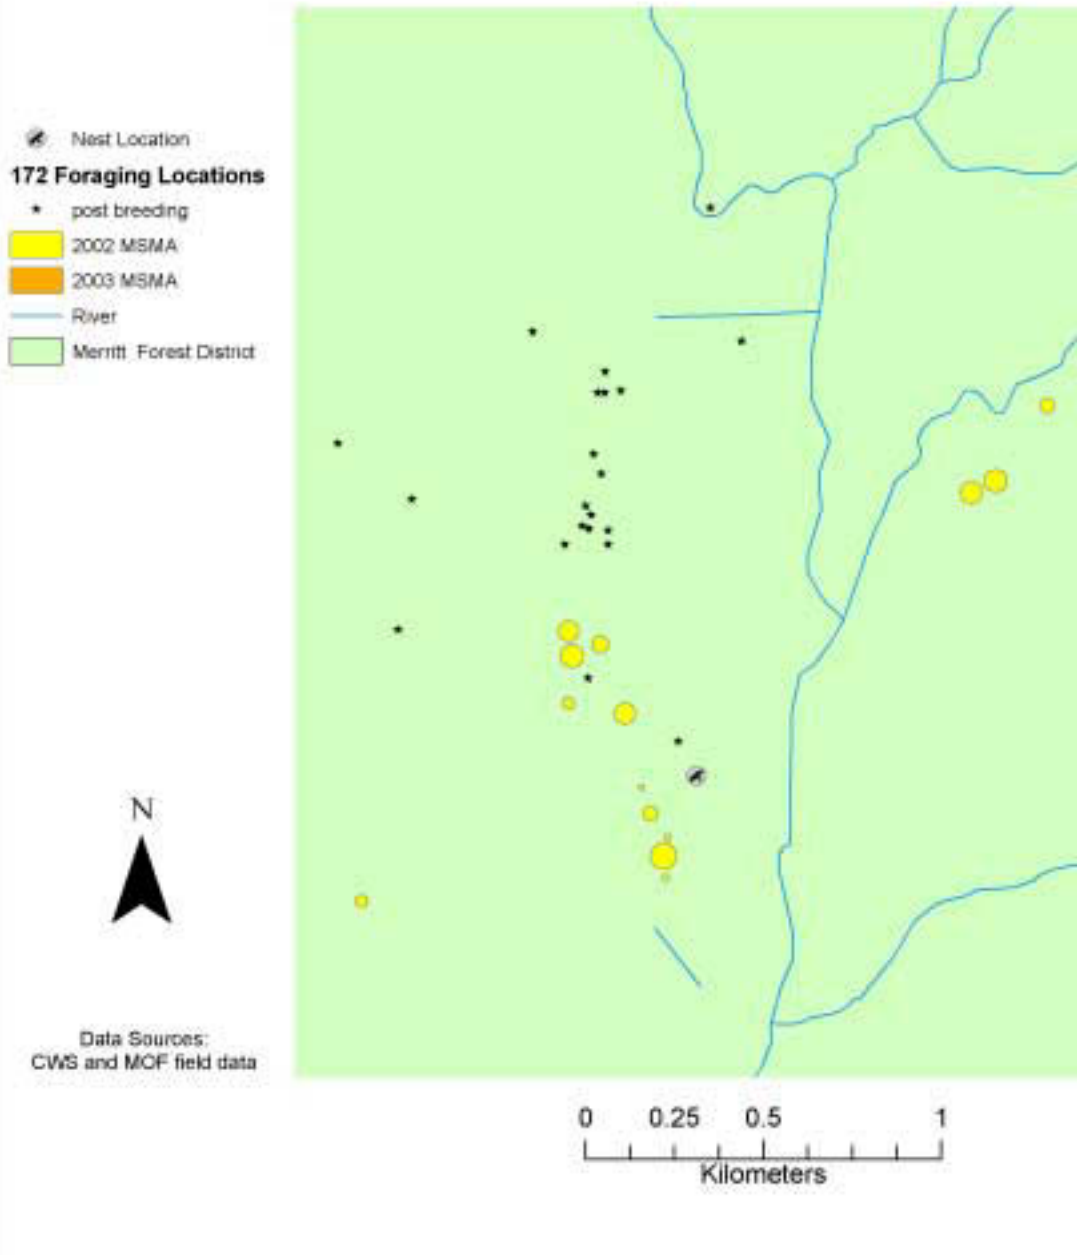 Nest Location
172 Foraging Locations
post breeding
2002 MSMA
2003 MSMA
River
Merritt Forest District
N
Data Sources:
CWS and MOF field data
0 0.25 0.5 1
Kilometers